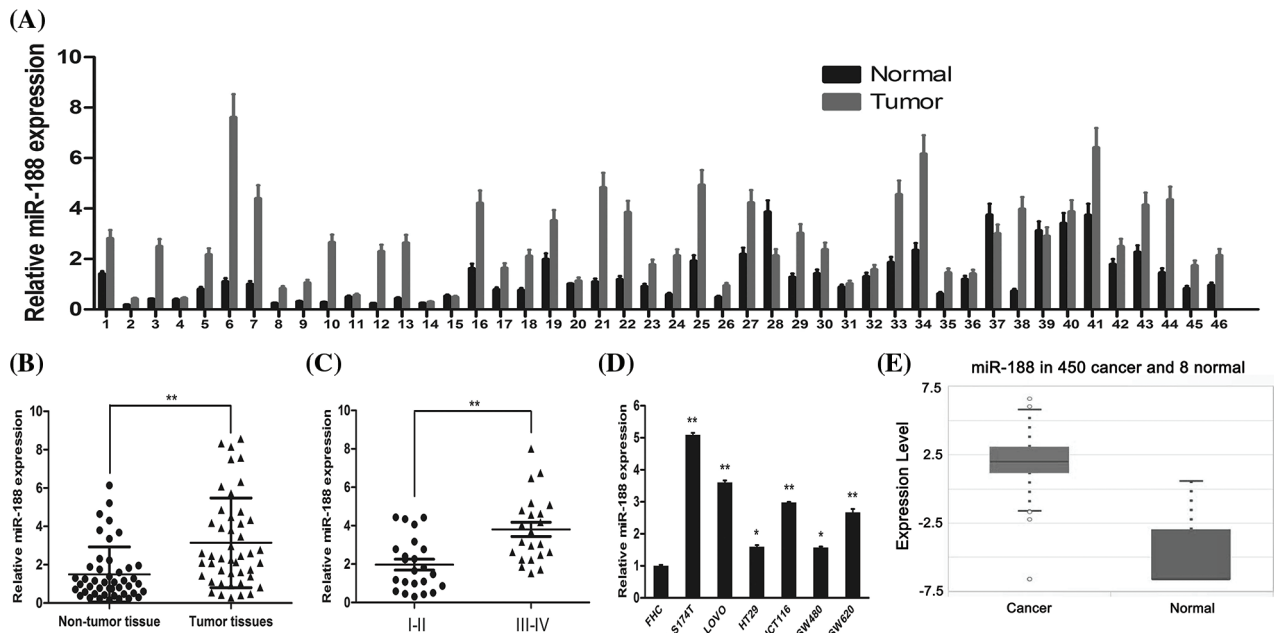 (A)
Relative miR-188 expression
10
8
6
4
2
0
Normal
Tumor
1 2 3 4 5 6 7 8 9 10 11 12 13 14 15 16 17 18 19 20 21 22 23 24 25 26 27 28 29 30 31 32 33 34 35 36 37 38 39 40 41 42 43 44 45 46
(B)
Relative miR-188 expression
10
8
6
4
2
0
**
Non-tumor tissue
Tumor tissues
(C)
Relative miR-188 expression
10
8
6
4
2
0
**
I-II
III-IV
(D)
Relative miR-188 expression
6
5
4
3
2
1
0
**
**
*
**
*
**
FHC
S174T
LOVO
HT29
ICT116
SW480
SW620
(E)
miR-188 in 450 cancer and 8 normal
Expression Level
7.5
2.5
-2.5
-7.5
Cancer
Normal